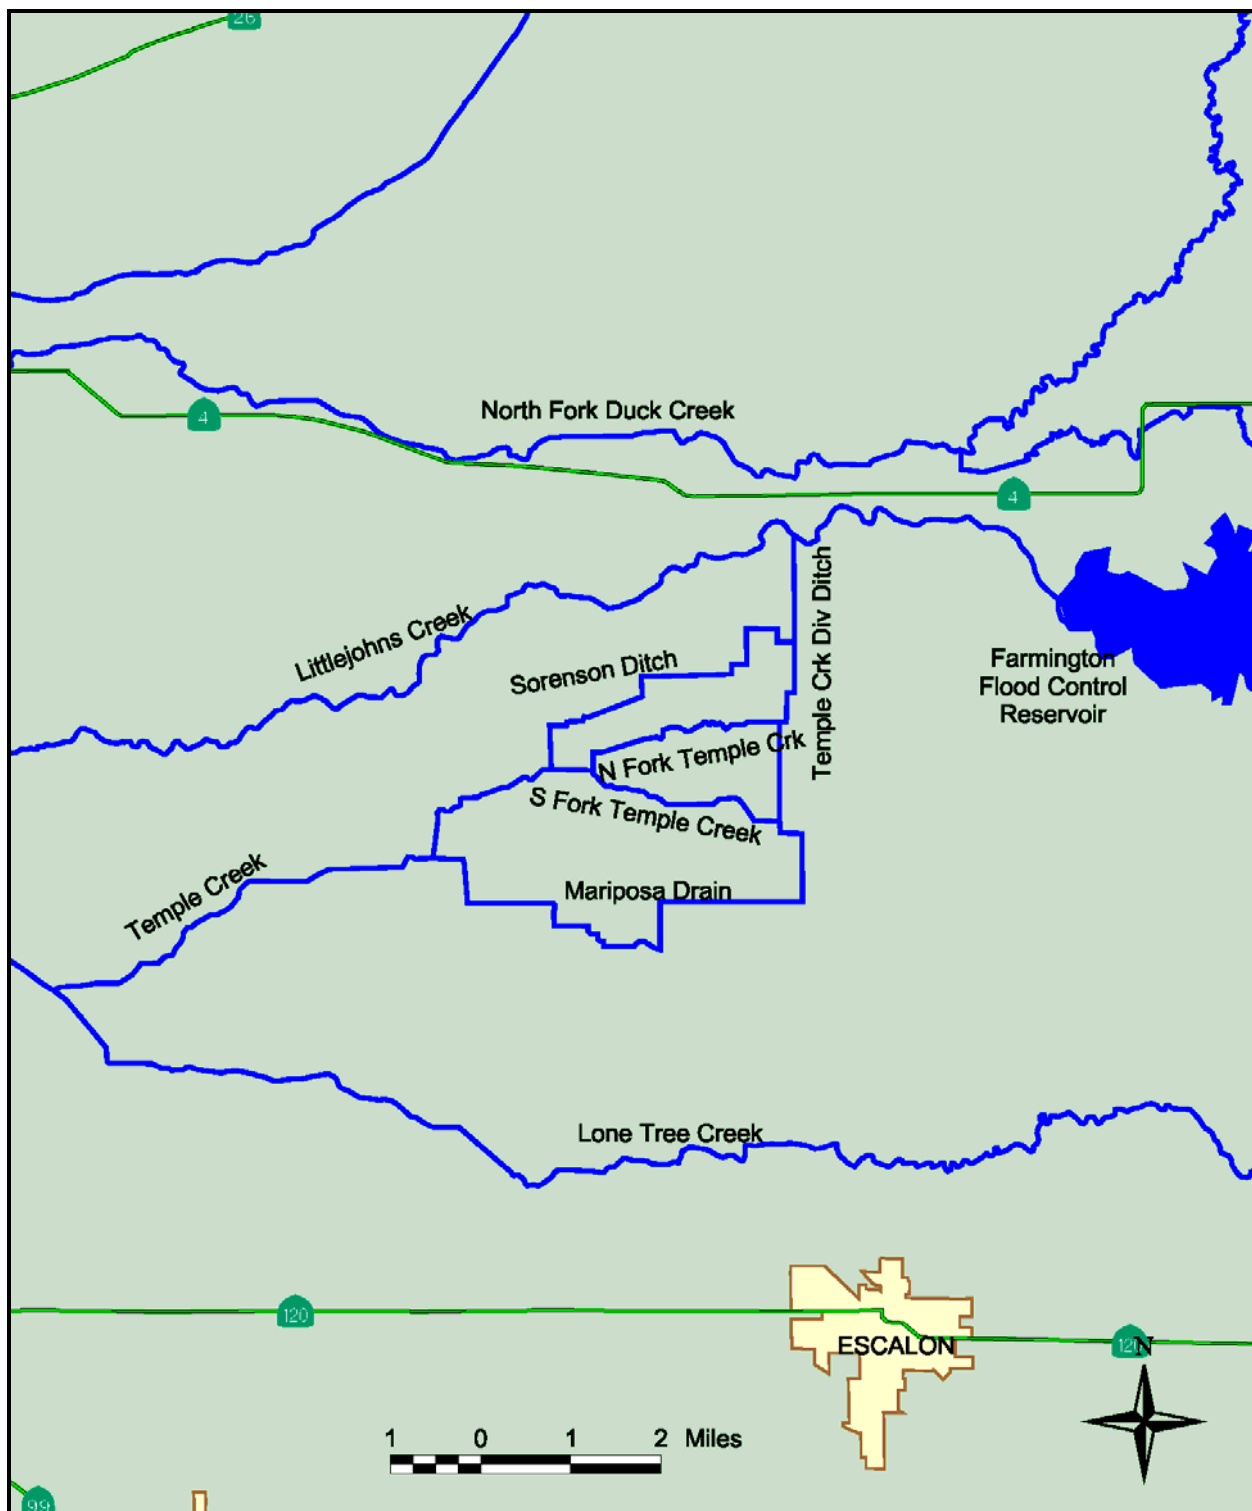 26
4
North Fork Duck Creek
4
Temple Crk Div Ditch
Littlejohns Creek
Sorenson Ditch
Farmington
Flood Control
Reservoir
N Fork Temple Crk
S Fork Temple Creek
Temple Creek
Mariposa Drain
Lone Tree Creek
120
ESCALON
120
N
1 0 1 2 Miles
99